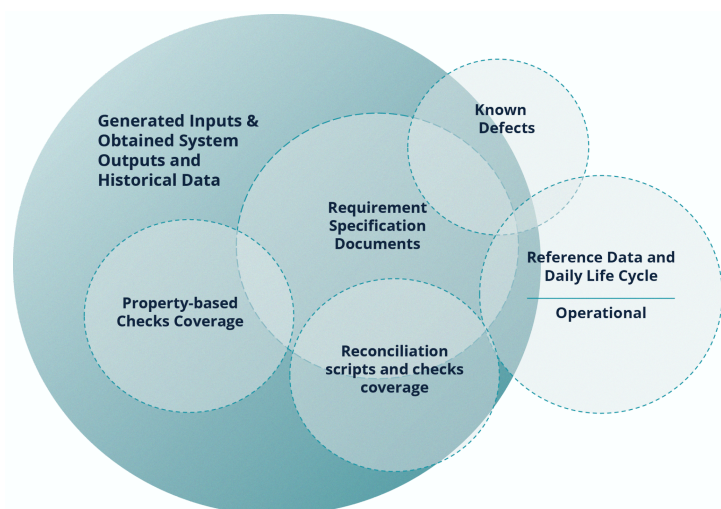 Generated Inputs &
Obtained System
Outputs and
Historical Data
Known
Defects
Requirement
Specification
Documents
Reference Data and
Daily Life Cycle
Operational
Property-based
Checks Coverage
Reconciliation
scripts and checks
coverage